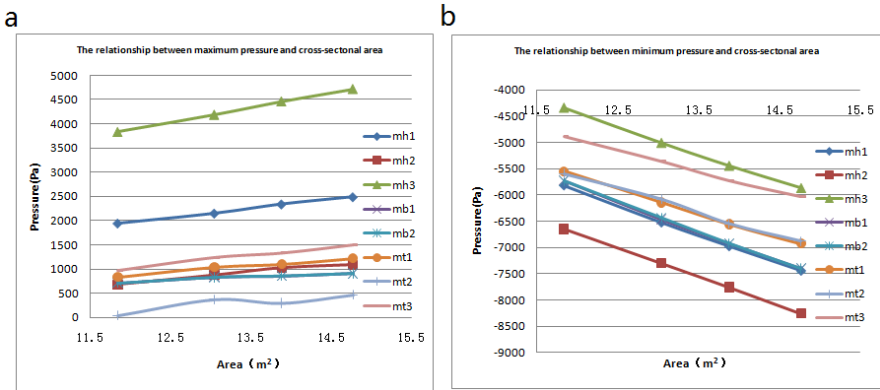 a
The relationship between maximum pressure and cross-sectonal area
5000
4500
4000
3500
3000
2500
2000
1500
1000
500
0
Pressure(Pa)
11.5 12.5 13.5 14.5 15.5
Area（m²）
mh1
mh2
mh3
mb1
mb2
mt1
mt2
mt3
b
The relationship between minimum pressure and cross-sectonal area
-4000
-4500
-5000
-5500
-6000
-6500
-7000
-7500
-8000
-8500
-9000
Pressure(Pa)
11.5 12.5 13.5 14.5 15.5
Area（m²）
mh1
mh2
mh3
mb1
mb2
mt1
mt2
mt3